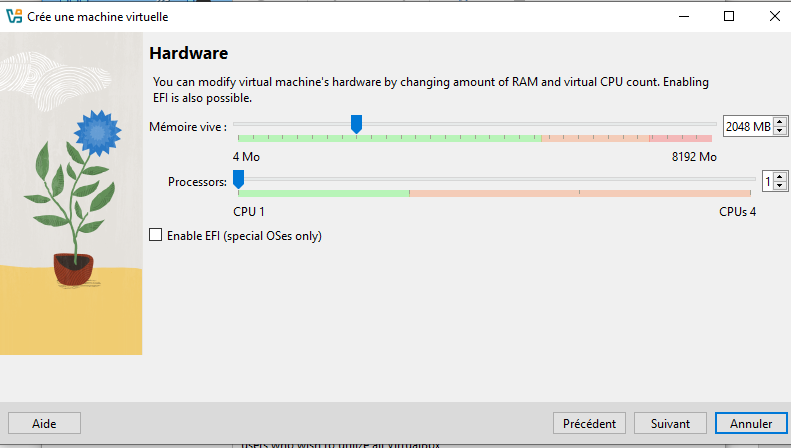 Crée une machine virtuelle
Hardware
You can modify virtual machine's hardware by changing amount of RAM and virtual CPU count. Enabling
EFI is also possible.
Mémoire vive : 2048 MB
4 Mo 8192 Mo
Processors: 1
CPU 1 CPUs 4
Enable EFI (special OSes only)
Aide Précédent Suivant Annuler